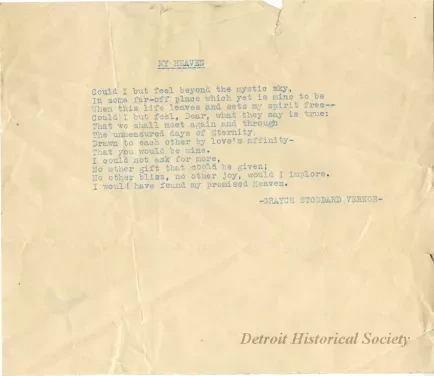 MY HEAVEN
Could I but feel beyond the mystic sky,
In some far-off place which yet is mine to be
When this life leaves and sets my spirit free--
Could I but feel, Dear, what they say is true:
That we shall meet again and through
The unmeasured days of Eternity,
Drawn to each other by love's affinity-
That you would be mine.
I could not ask for more,
No other gift that could be given;
No other bliss, no other joy, would I implore.
I would have found my promised Heaven.
-GRAYCH STODDARD VERNOR-
Detroit Historical Society